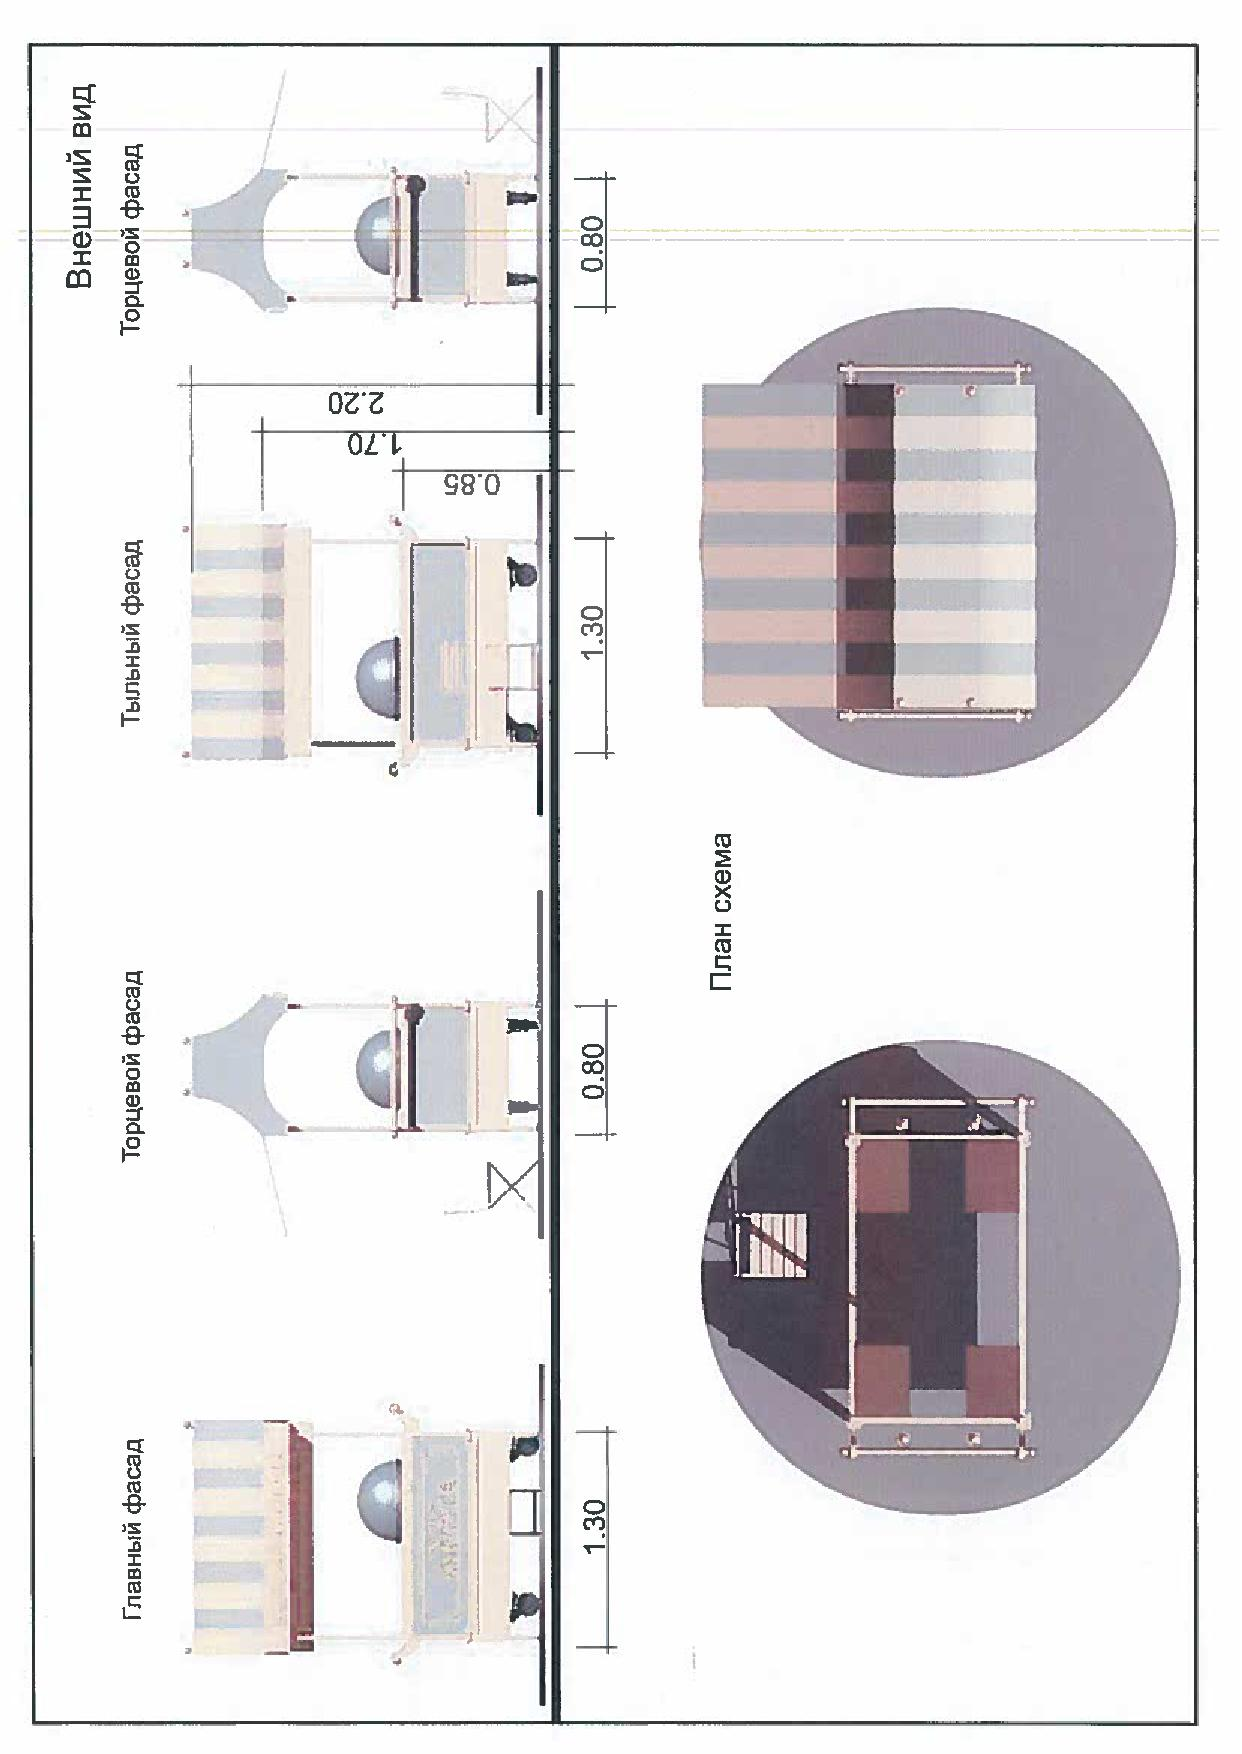 Внешний вид
Главный фасад
Торцевой фасад
Тыльный фасад
Торцевой фасад
2.20
1.70
0.85
1.30
0.80
1.30
0.80
План схема